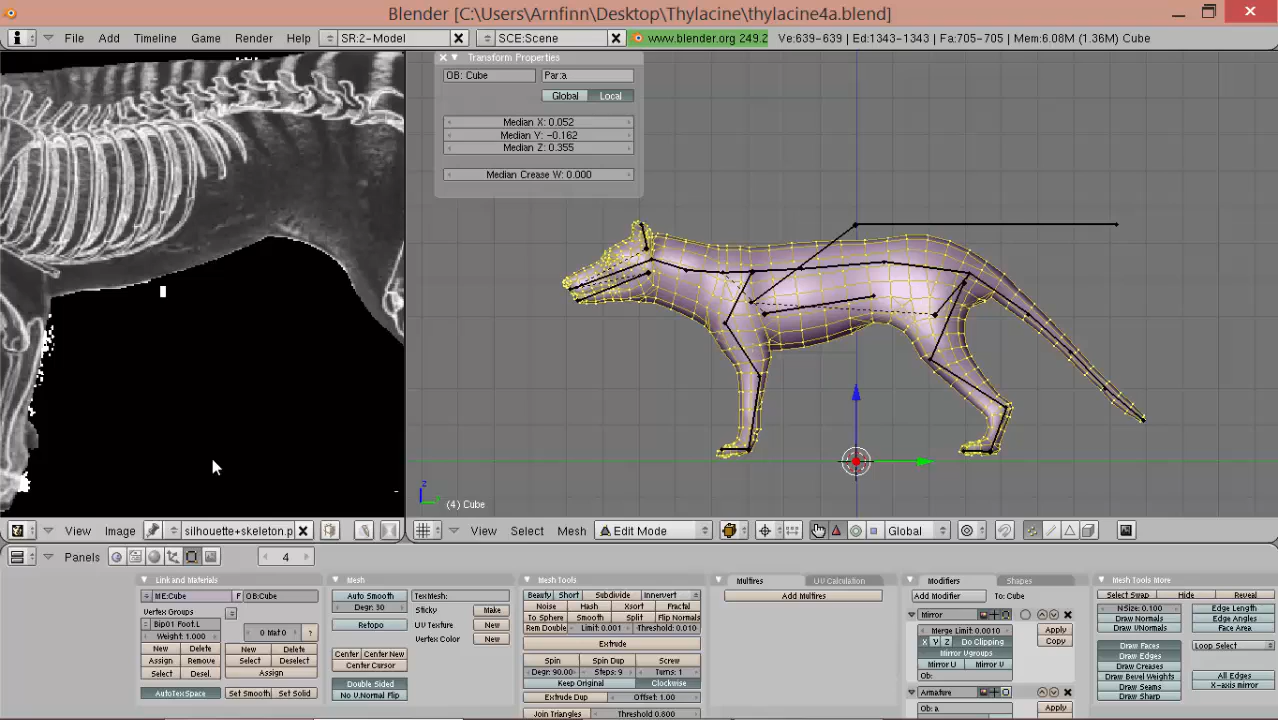 Blender [C:\Users\Arnfinn\Desktop\Thylacine\thylacine4a.blend]
File Add Timeline Game Render Help SR:2-Model SCE:Scene www.blender.org 249.2 Ve:639-639 | Ed:1343-1343 | Fa:705-705 | Mem:6.08M (1.36M) Cube
Transform Properties
OB: Cube Par:a
Global Local
Median X: 0.052
Median Y: -0.162
Median Z: 0.355
Median Crease W: 0.000
z
(4) Cube
View Image silhouette+skeleton.p View Select Mesh Edit Mode Global
Panels 4
Link and Materials Mesh Mesh Tools Multires UV Calculation Modifiers Shapes Mesh Tools More
ME:Cube F OB:Cube Auto Smooth TexMesh: Beauty Short Subdivide Innervert Add Multires Add Modifier To: Cube Select Swap Hide Reveal
Vertex Groups Degr: 30 Sticky Make Noise Hash Xsort Fractal Mirror NSize: 0.100 Edge Length
Bip01 Foot.L Retopo UV Texture New To Sphere Smooth Split Flip Normals Merge Limit: 0.0010 Apply Draw Normals Edge Angles
Weight: 1.000 0 Mat 0 ? Vertex Color New Rem Double Limit: 0.001 Threshold: 0.010 X Y Z Do Clipping Copy Draw VNormals Face Area
New Delete New Delete Center Center New Extrude Mirror Vgroups Draw Faces Loop Select
Assign Remove Select Deselect Center Cursor Spin Spin Dup Screw Mirror U Mirror V Draw Edges
Select Desel. Assign Degr: 90.00 Steps: 9 Turns: 1 Ob: Draw Creases All Edges
AutoTexSpace Set Smooth Set Solid Double Sided Keep Original Clockwise Armature Draw Bevel Weights X-axis mirror
No V.Normal Flip Extrude Dup Offset: 1.00 Ob: a Apply Draw Seams
Join Triangles Threshold 0.800 Draw Sharp